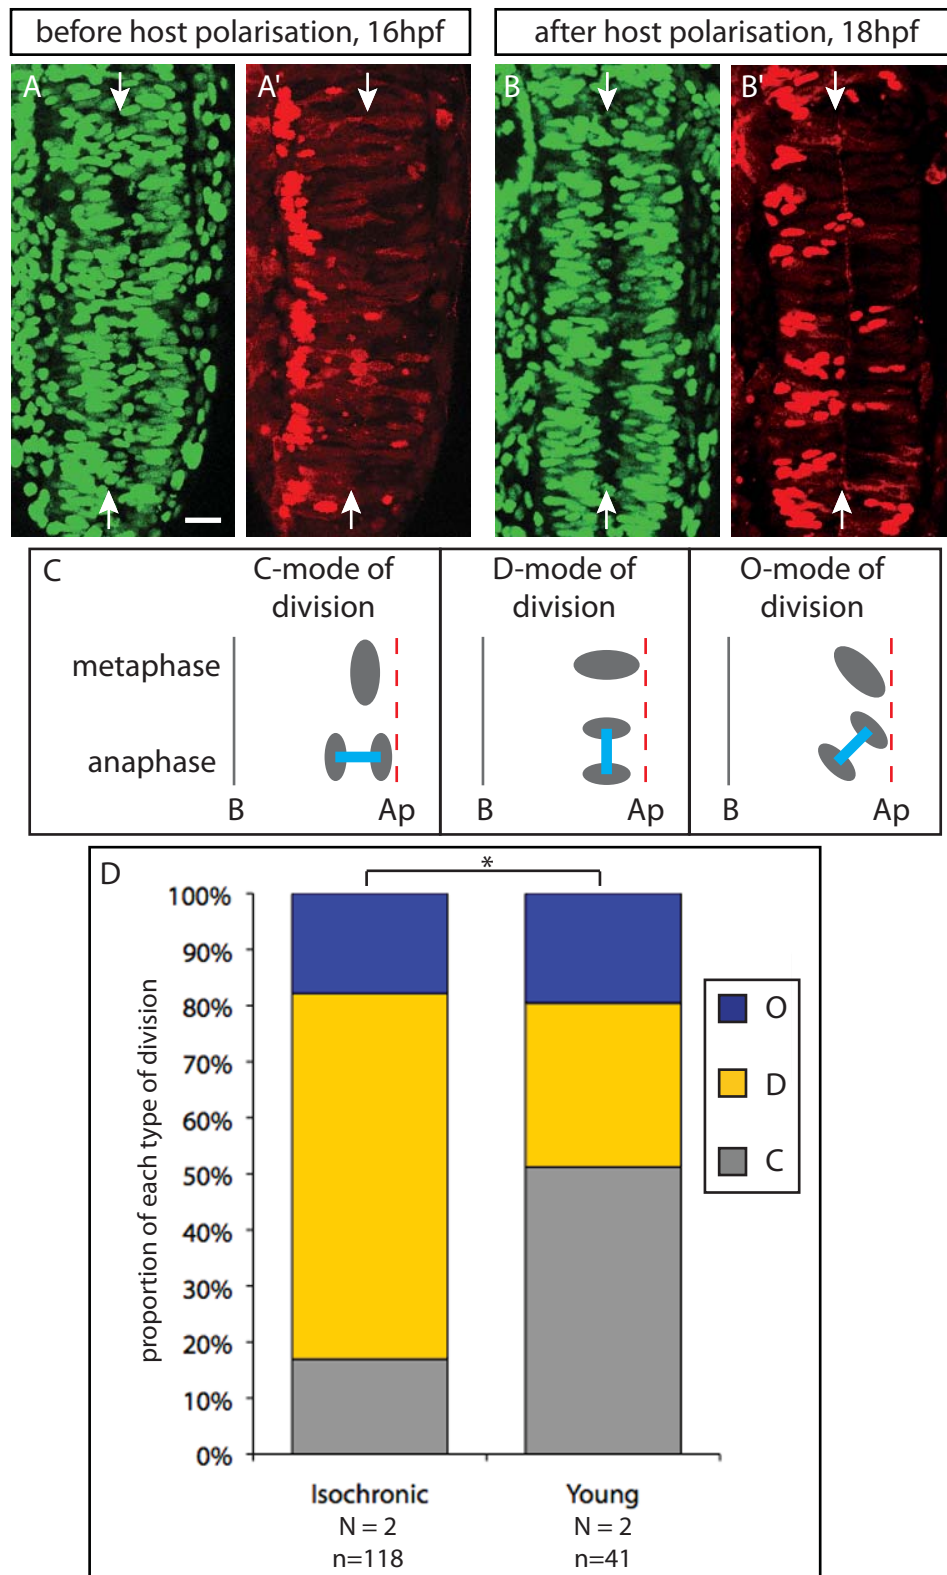 before host polarisation, 16hpf
after host polarisation, 18hpf
A
A'
B
B'
C
C-mode of
division
D-mode of
division
O-mode of
division
metaphase
anaphase
B
Ap
B
Ap
B
Ap
D
*
proportion of each type of division
100%
90%
80%
70%
60%
50%
40%
30%
20%
10%
0%
O
D
C
Isochronic
N = 2
n=118
Young
N = 2
n=41